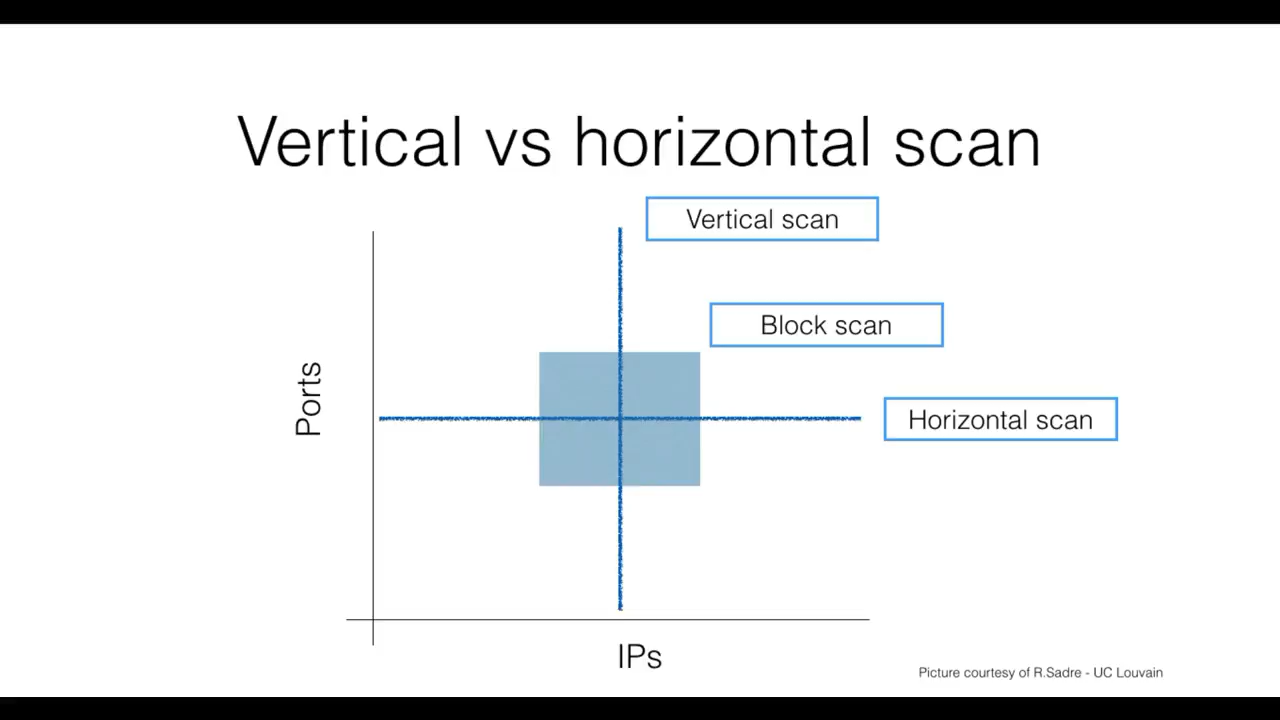 Vertical vs horizontal scan
Vertical scan
Block scan
Ports
Horizontal scan
IPs
Picture courtesy of R.Sadre - UC Louvain